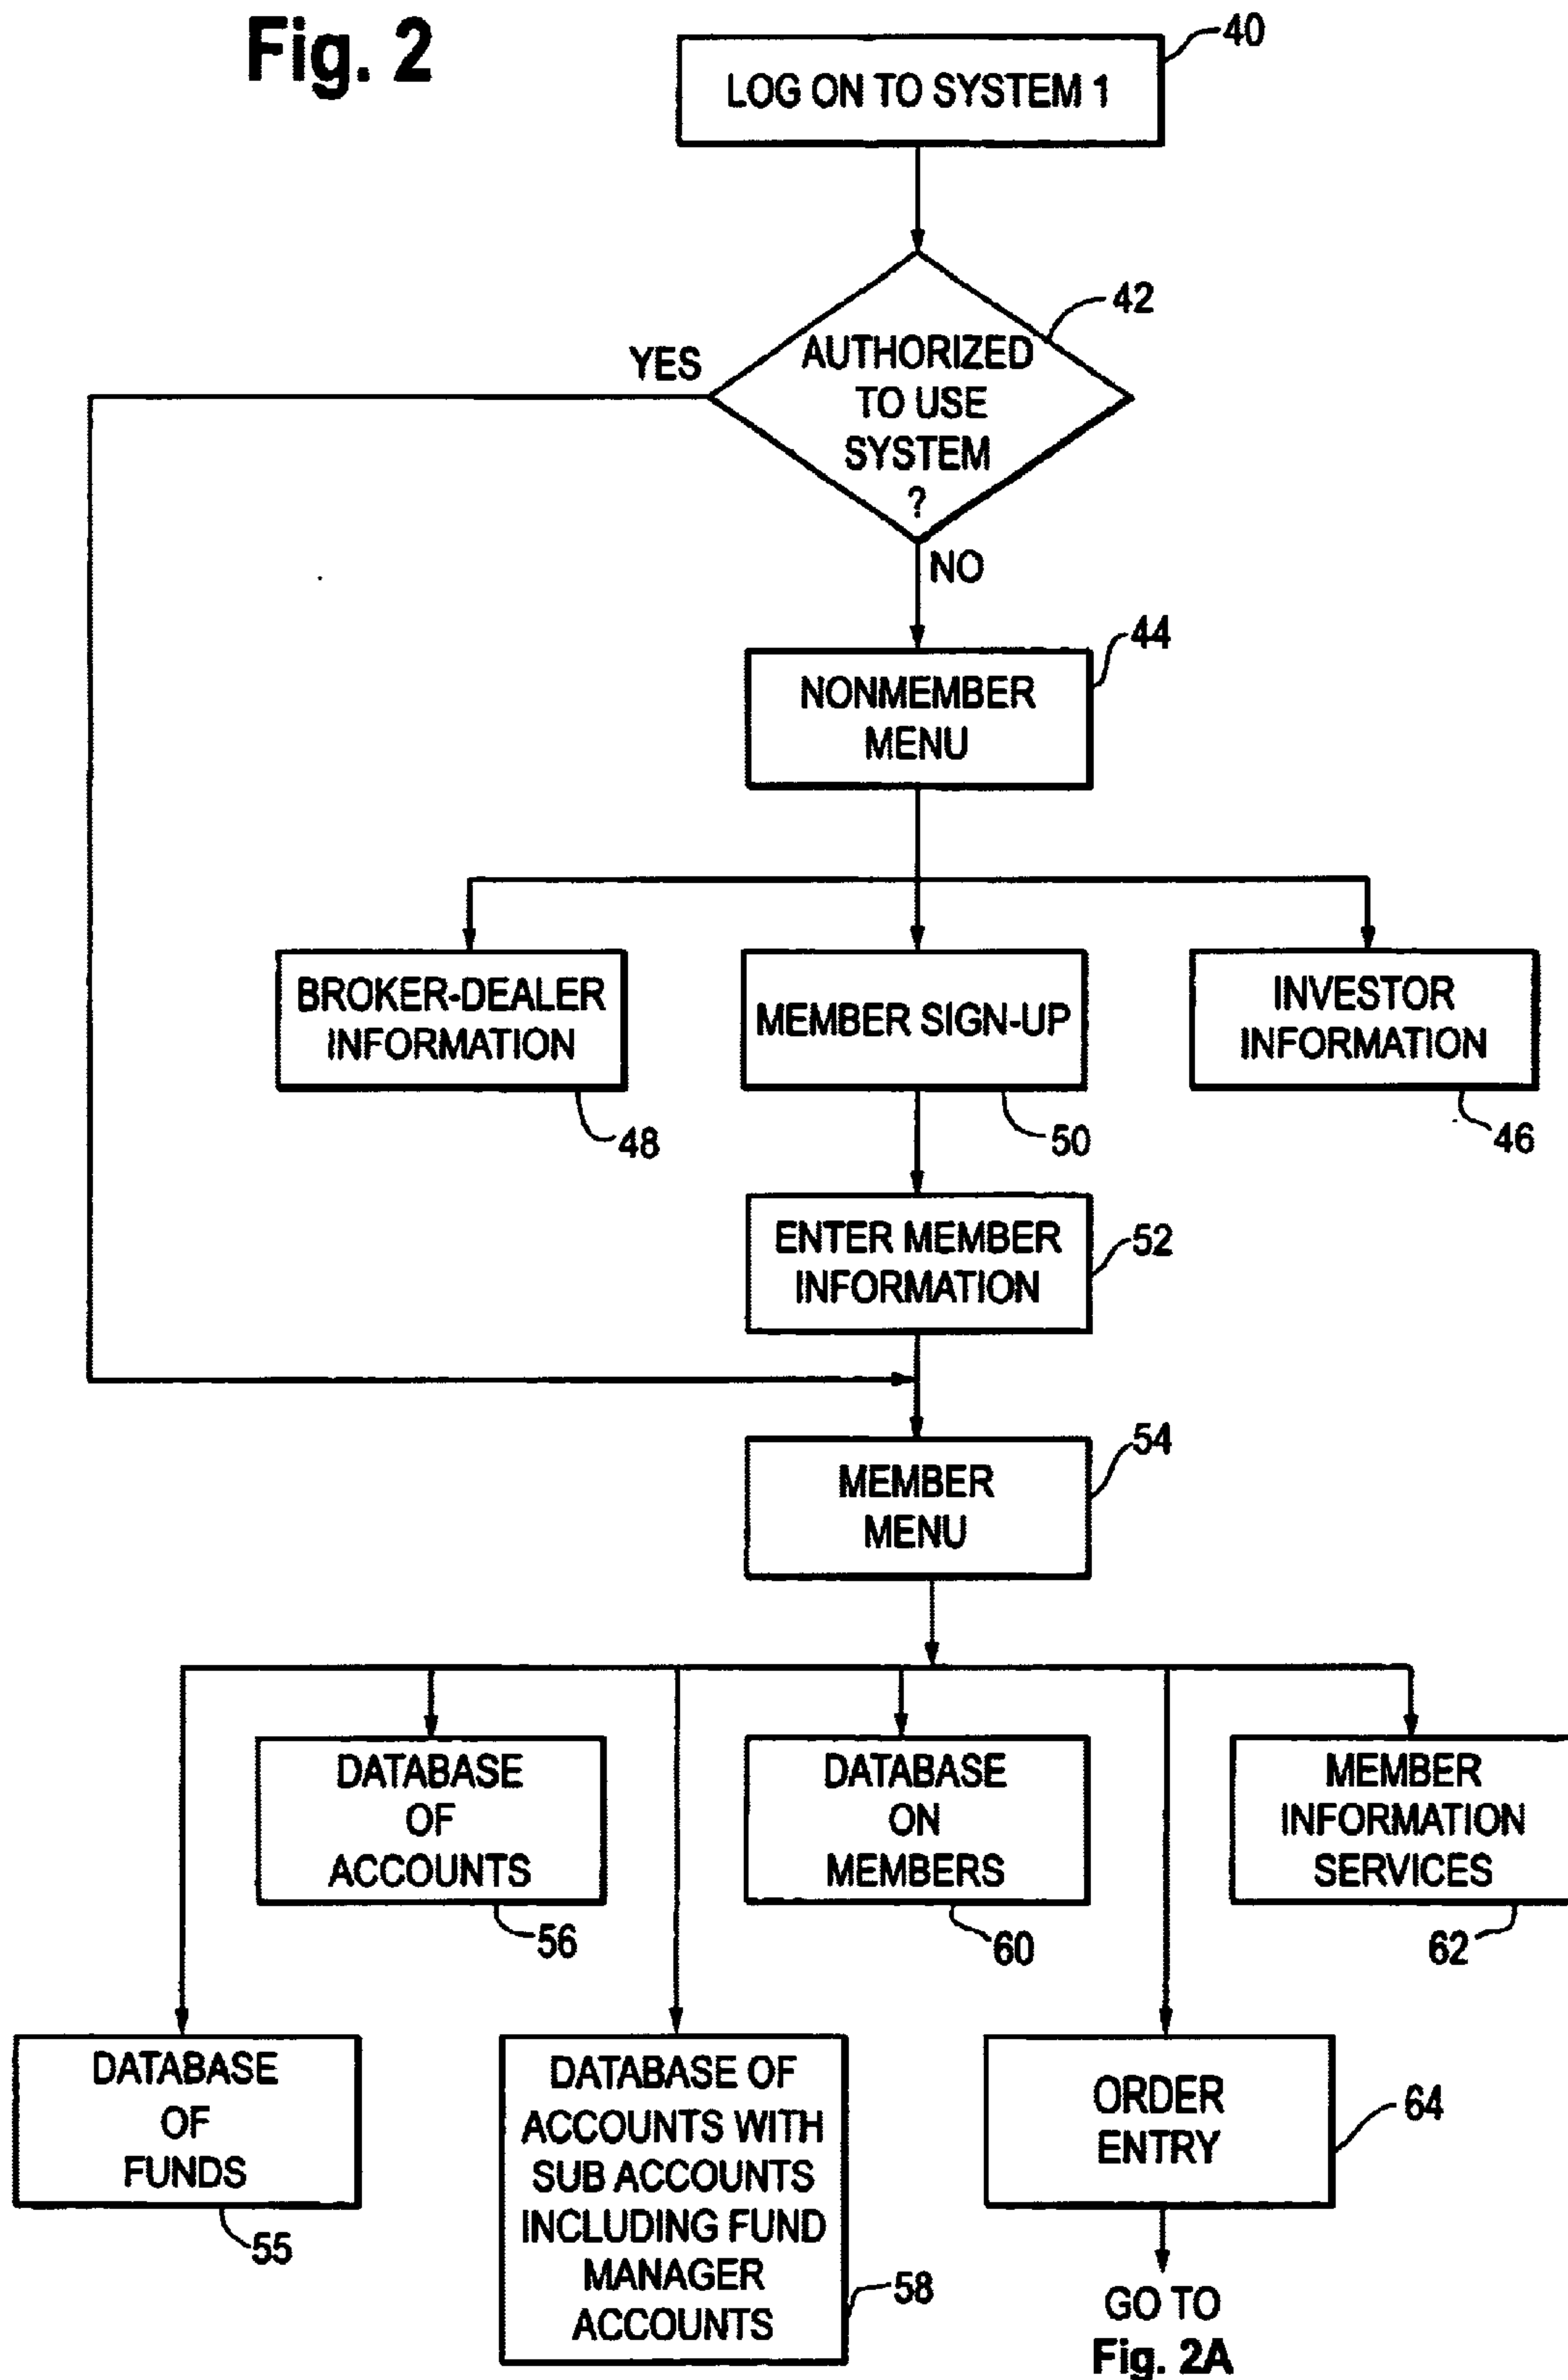 Fig. 2
40
LOG ON TO SYSTEM 1
42
YES
AUTHORIZED
TO USE
SYSTEM
?
NO
44
NONMEMBER
MENU
BROKER-DEALER
INFORMATION
48
MEMBER SIGN-UP
50
INVESTOR
INFORMATION
46
ENTER MEMBER
INFORMATION
52
MEMBER
MENU
54
DATABASE
OF
ACCOUNTS
56
DATABASE
ON
MEMBERS
60
MEMBER
INFORMATION
SERVICES
62
DATABASE
OF
FUNDS
55
DATABASE OF
ACCOUNTS WITH
SUB ACCOUNTS
INCLUDING FUND
MANAGER
ACCOUNTS
58
ORDER
ENTRY
64
GO TO
Fig. 2A